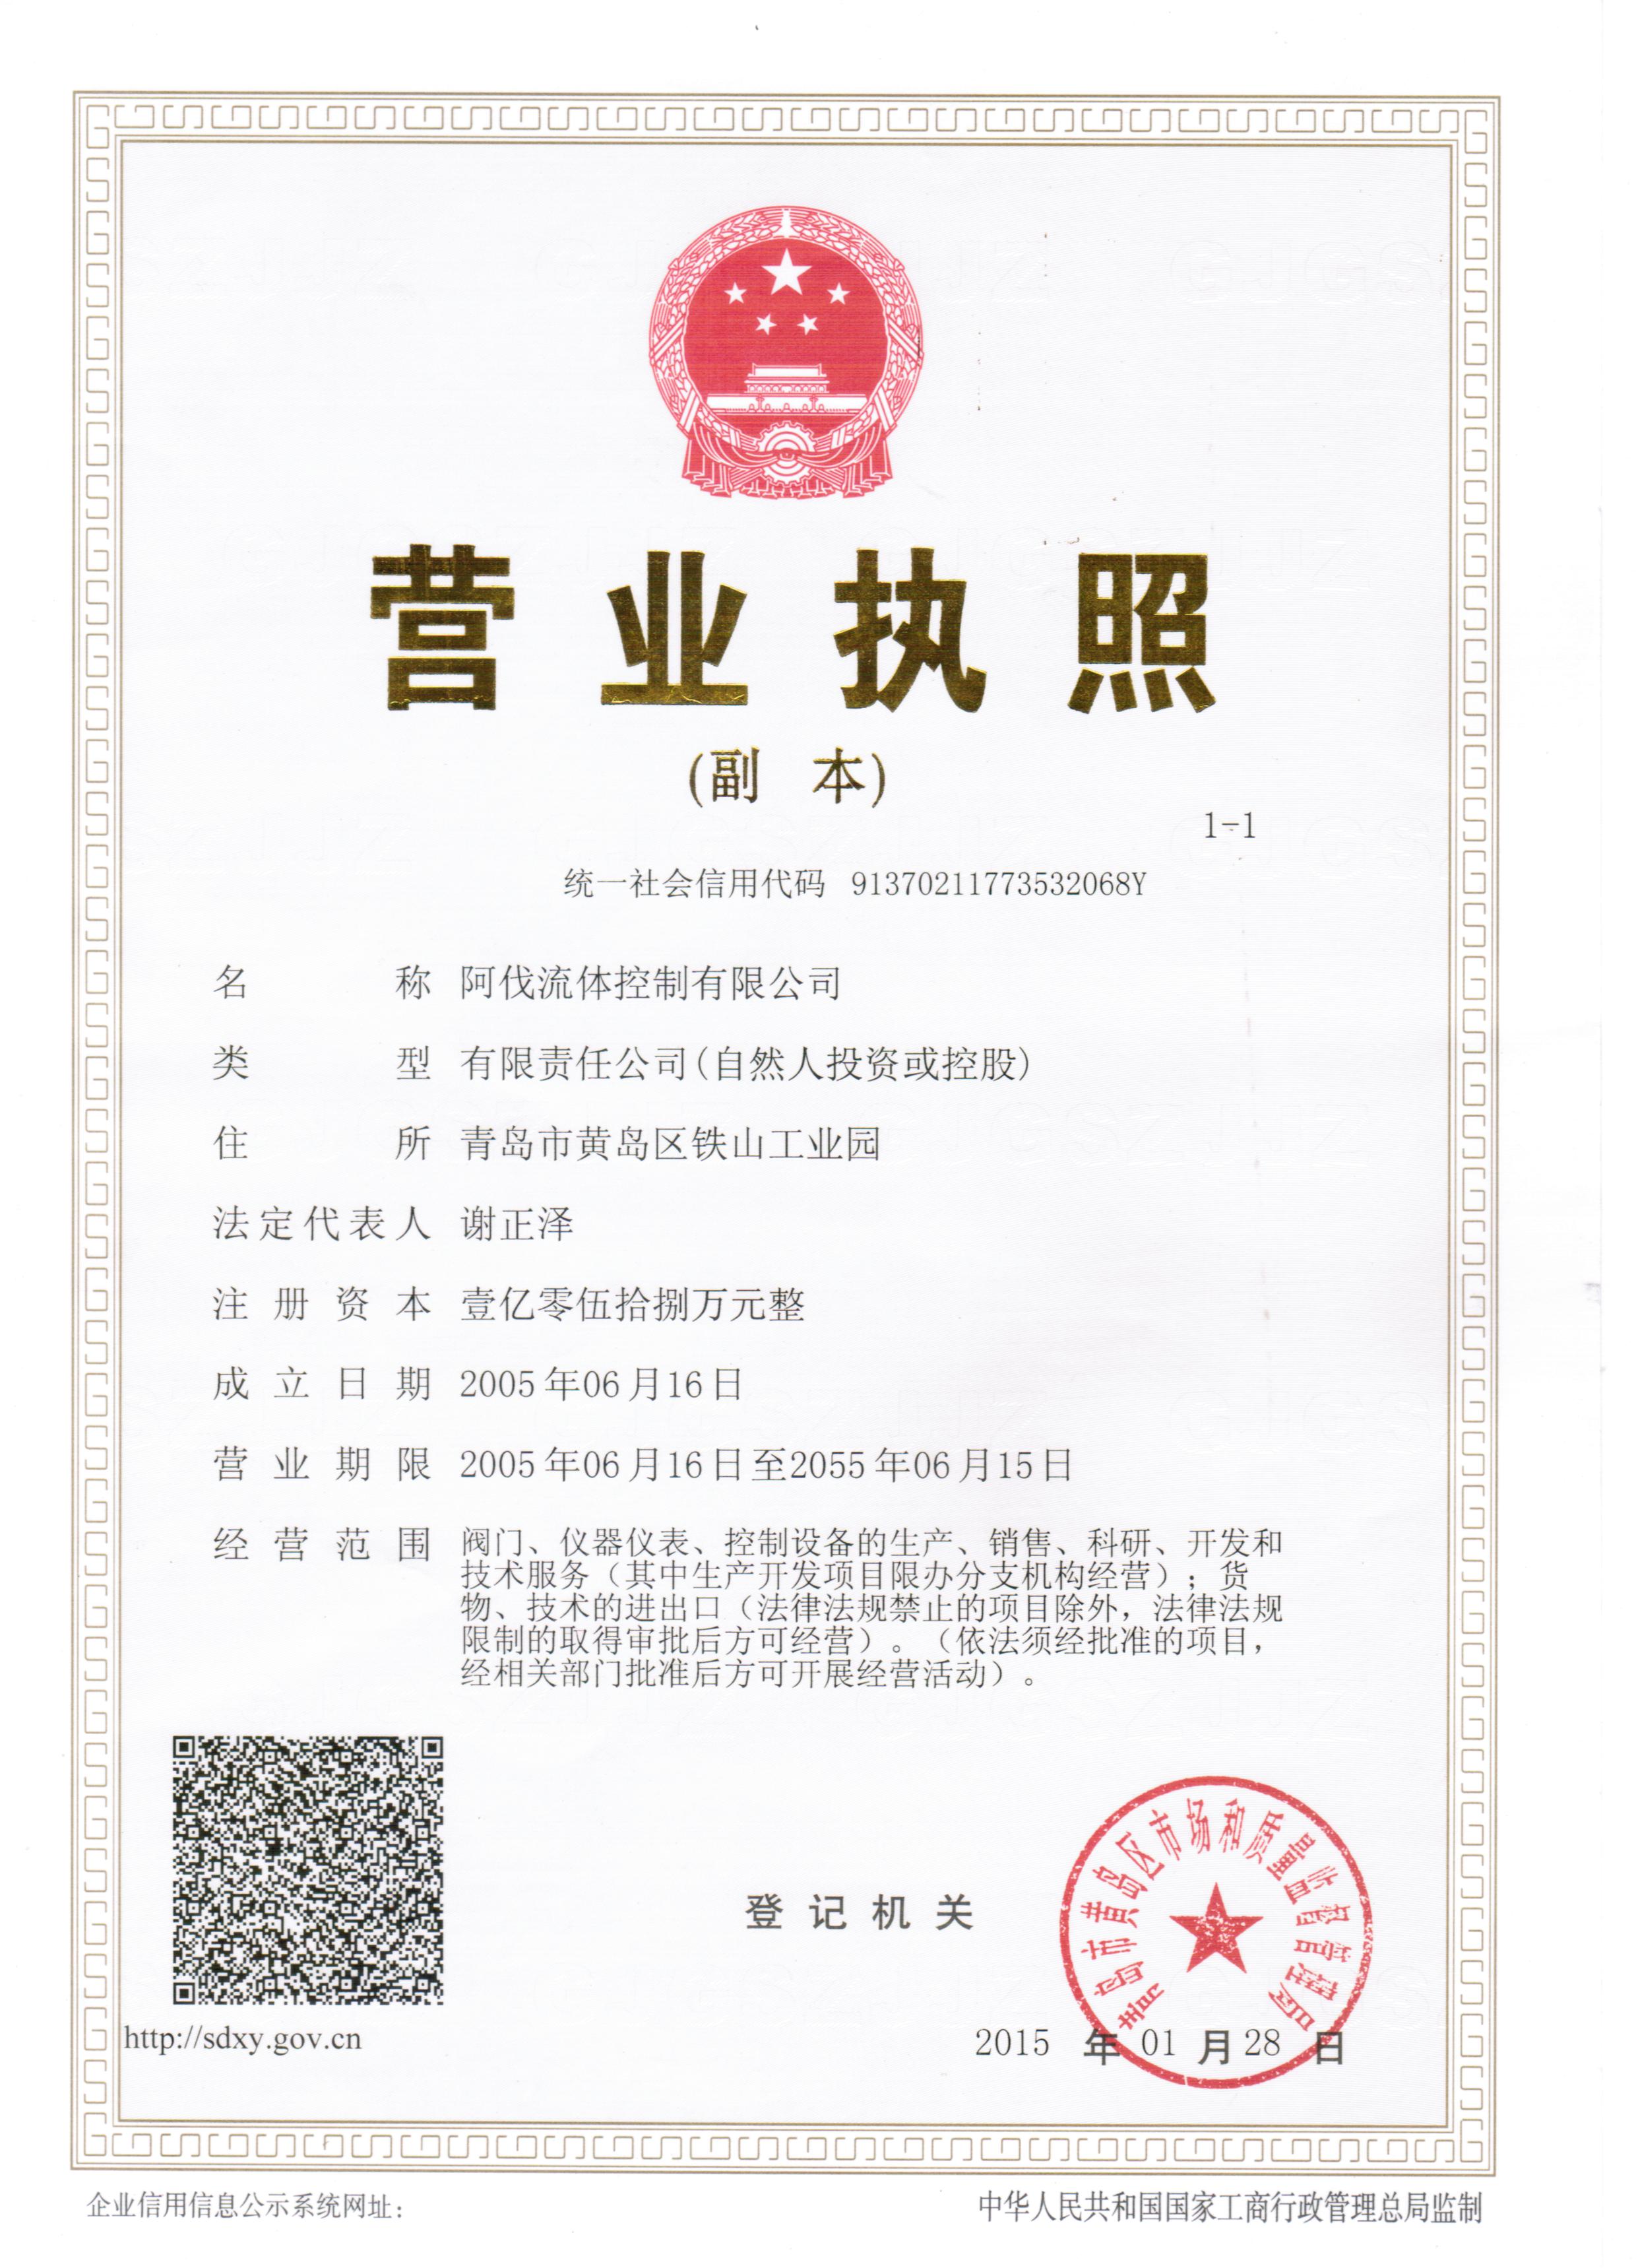 营业执照
(副 本)
1-1
统一社会信用代码 91370211773532068Y
名 称 阿伐流体控制有限公司
类 型 有限责任公司(自然人投资或控股)
住 所 青岛市黄岛区铁山工业园
法定代表人 谢正泽
注册资本 壹亿零伍拾捌万元整
成立日期 2005年06月16日
营业期限 2005年06月16日至2055年06月15日
经营范围 阀门、仪器仪表、控制设备的生产、销售、科研、开发和
技术服务（其中生产开发项目限办分支机构经营）；货
物、技术的进出口（法律法规禁止的项目除外，法律法规
限制的取得审批后方可经营）。（依法须经批准的项目，
经相关部门批准后方可开展经营活动）。
登记机关
青岛市黄岛区市场和质量监督管理局
http://sdxy.gov.cn
2015 年 01 月 28 日
企业信用信息公示系统网址：
中华人民共和国国家工商行政管理总局监制